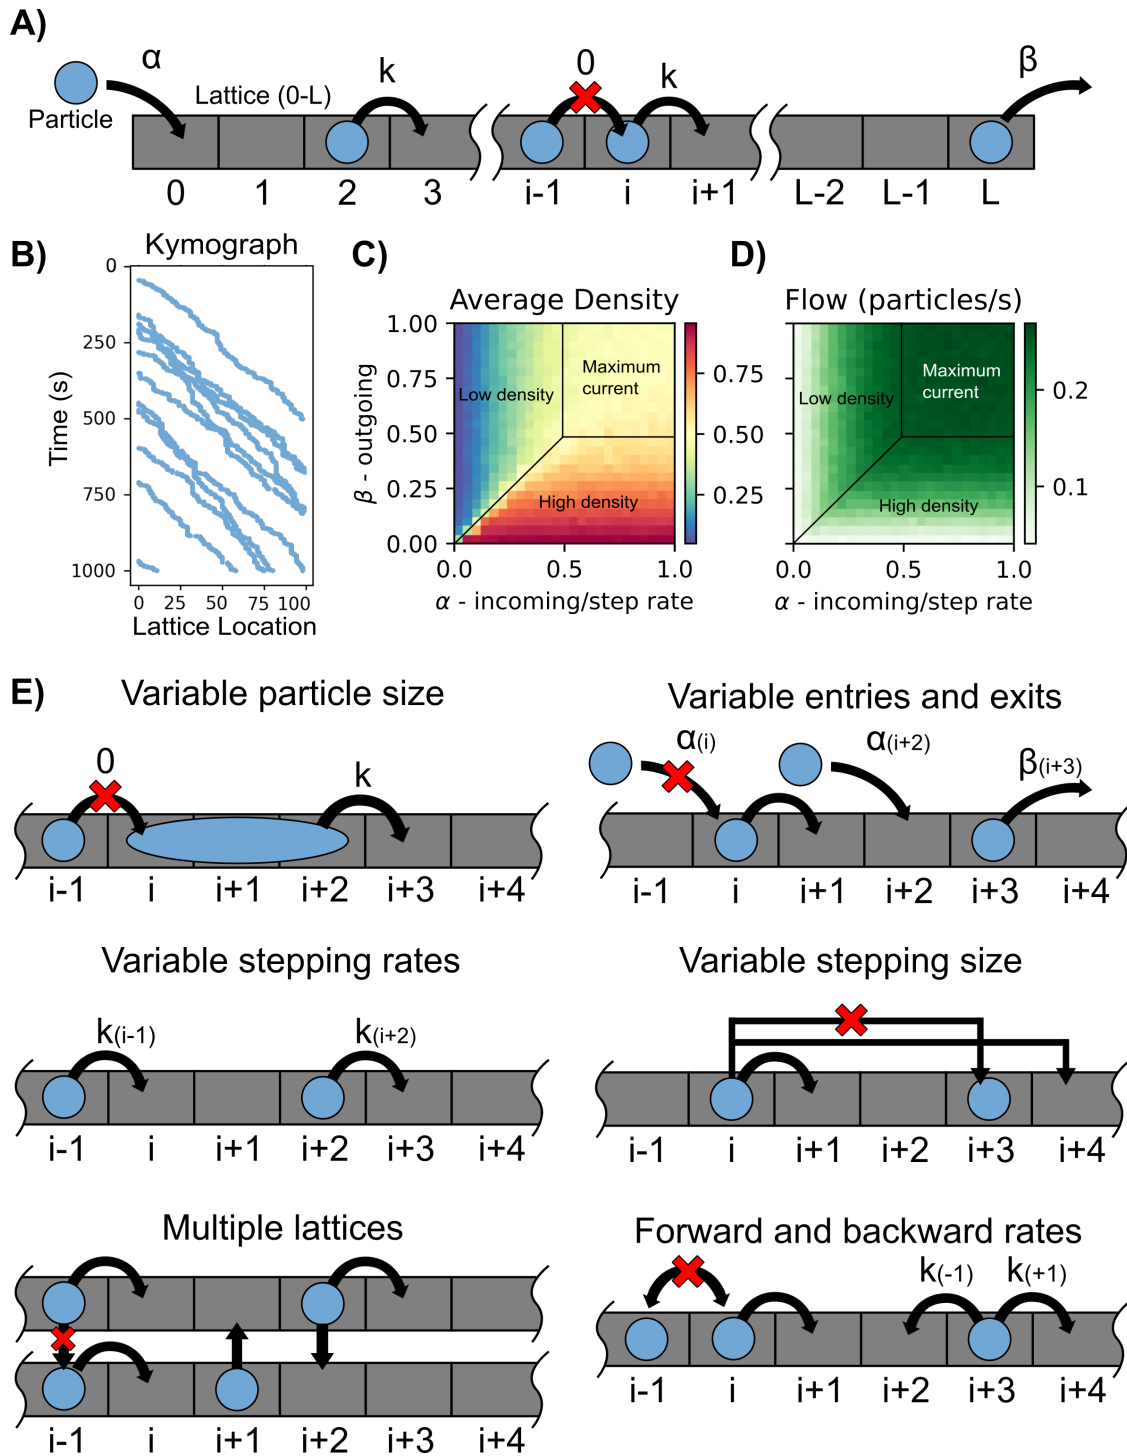 A)
α
k
0
k
β
Lattice (0-L)
Particle
0 1 2 3 i-1 i i+1 L-2 L-1 L
B)
Kymograph
0
250
500
750
1000
Time (s)
0 25 50 75 100
Lattice Location
C)
Average Density
1.00
0.75
0.50
0.25
0.00
β - outgoing
Low density
Maximum
current
High density
0.0 0.5 1.0
α - incoming/step rate
0.75
0.50
0.25
D)
Flow (particles/s)
Low density
Maximum
current
High density
0.0 0.5 1.0
α - incoming/step rate
0.2
0.1
E)
Variable particle size
0
k
i-1 i i+1 i+2 i+3 i+4
Variable entries and exits
α(i)
α(i+2)
β(i+3)
i-1 i i+1 i+2 i+3 i+4
Variable stepping rates
k(i-1)
k(i+2)
i-1 i i+1 i+2 i+3 i+4
Variable stepping size
i-1 i i+1 i+2 i+3 i+4
Multiple lattices
i-1 i i+1 i+2 i+3 i+4
Forward and backward rates
k(-1)
k(+1)
i-1 i i+1 i+2 i+3 i+4